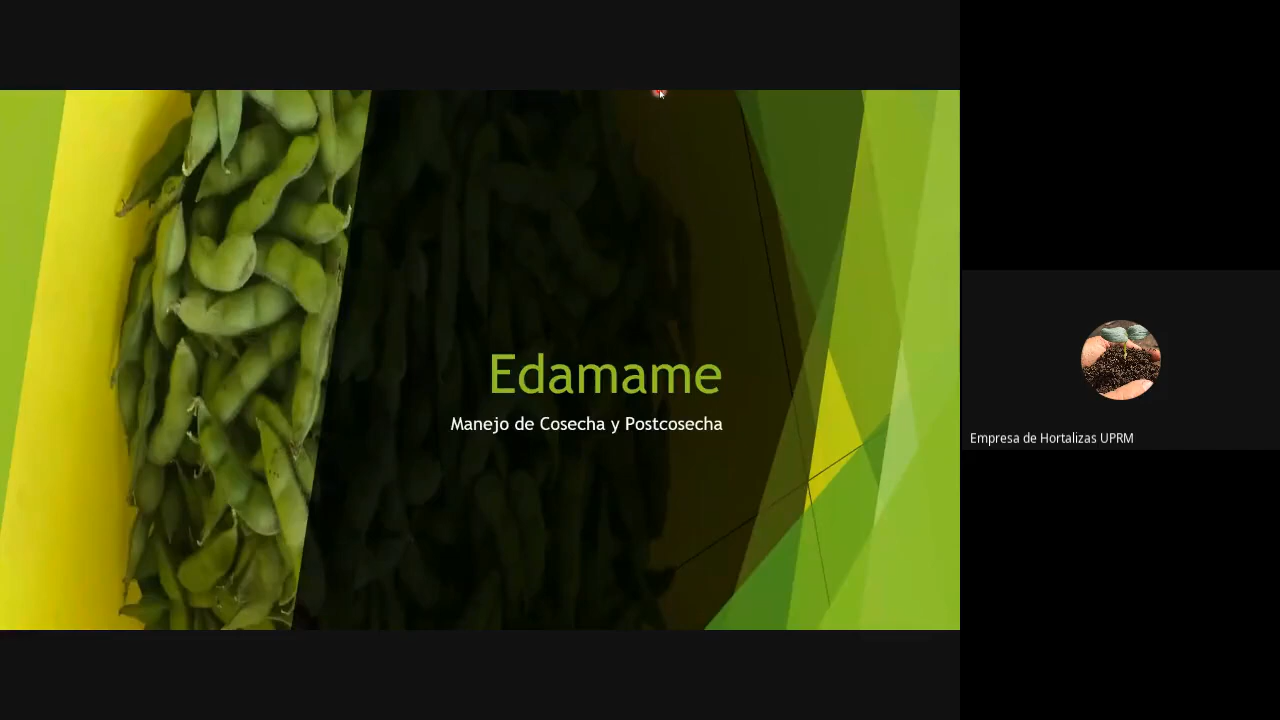 Edamame
Manejo de Cosecha y Postcosecha
Empresa de Hortalizas UPRM